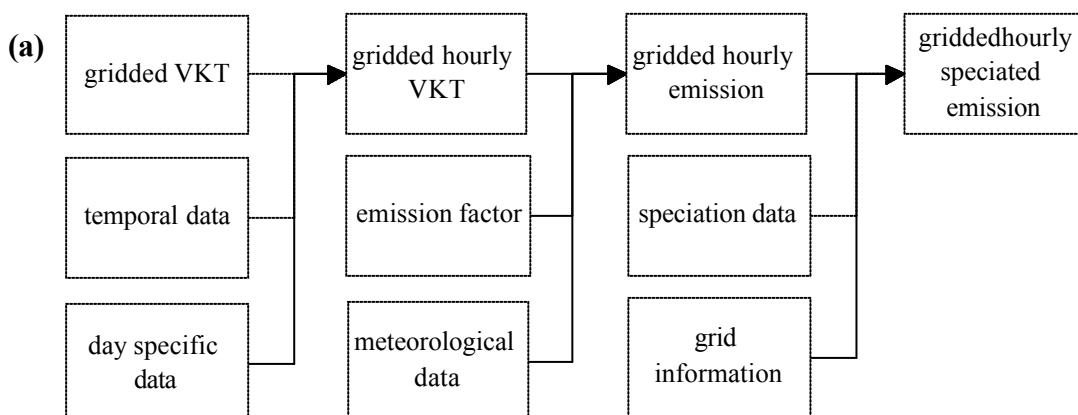 (a)
gridded VKT
gridded hourly
VKT
gridded hourly
emission
griddedhourly
speciated
emission
temporal data
emission factor
speciation data
day specific
data
meteorological
data
grid
information